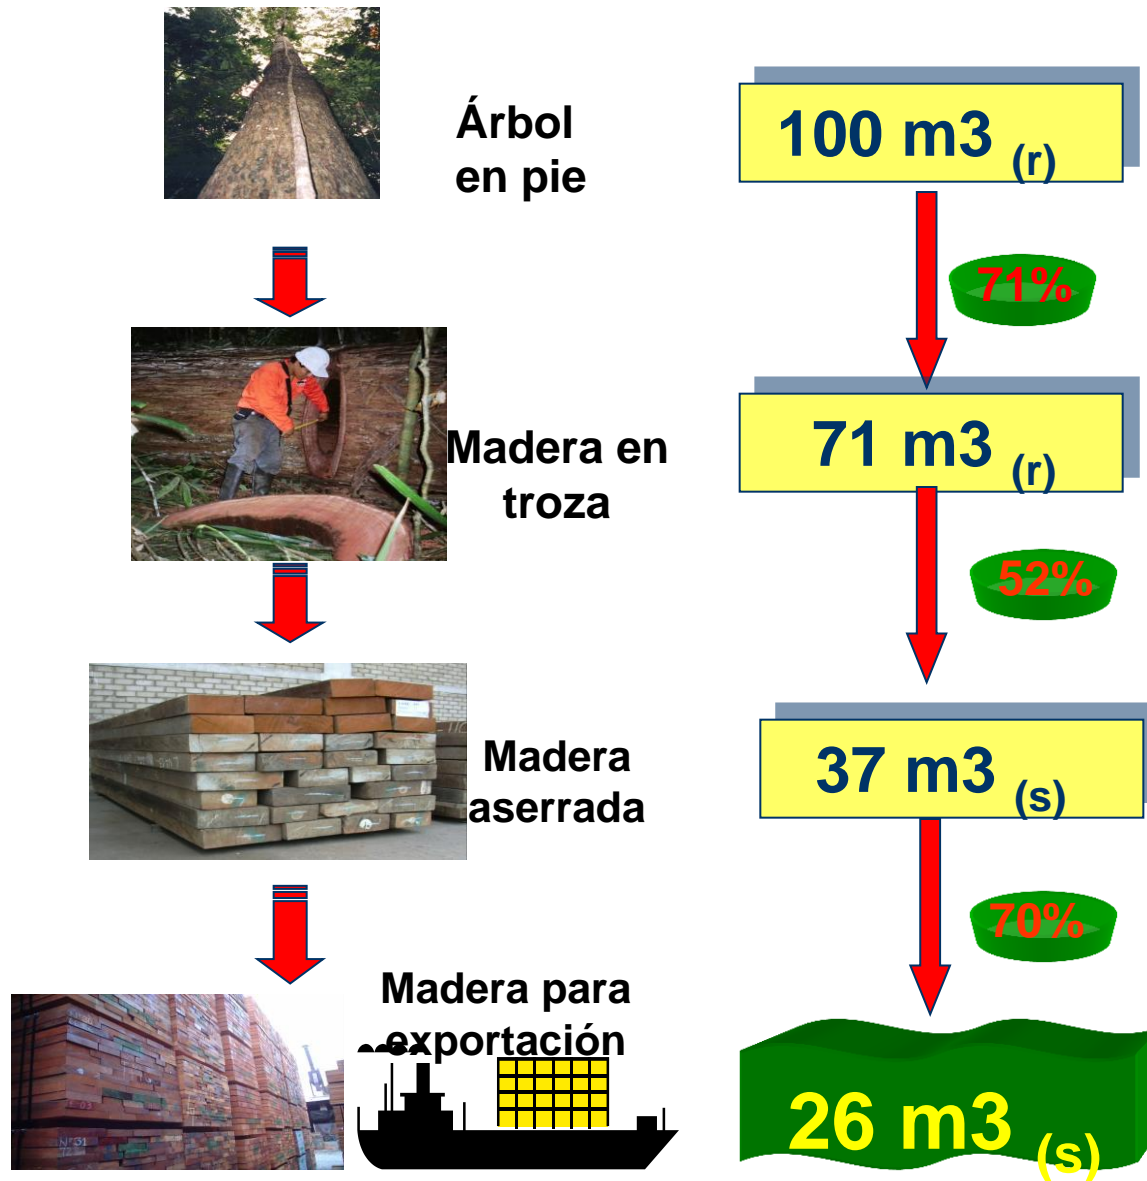 Árbol
en pie
100 m3 (r)
71%
Madera en
troza
71 m3 (r)
52%
Madera
aserrada
37 m3 (s)
70%
Madera para
exportación
26 m3 (s)